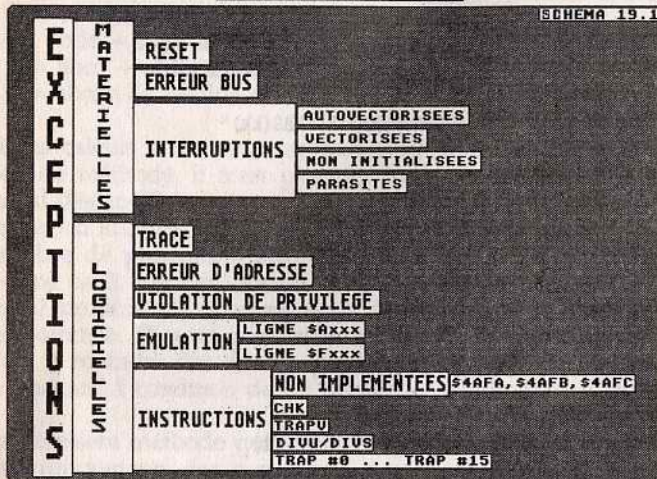 SCHEMA 19.1
EXCEPTIONS
MATERIELLES
RESET
ERREUR BUS
INTERRUPTIONS
AUTOVECTORISEES
VECTORISEES
NON INITIALISEES
PARASITES
LOGICIELLES
TRACE
ERREUR D'ADRESSE
VIOLATION DE PRIVILEGE
EMULATION
LIGNE $Axxx
LIGNE $Fxxx
INSTRUCTIONS
NON IMPLEMENTEES $4AFA, $4AFB, $4AFC
CHK
TRAPV
DIVU/DIVS
TRAP #0 ... TRAP #15